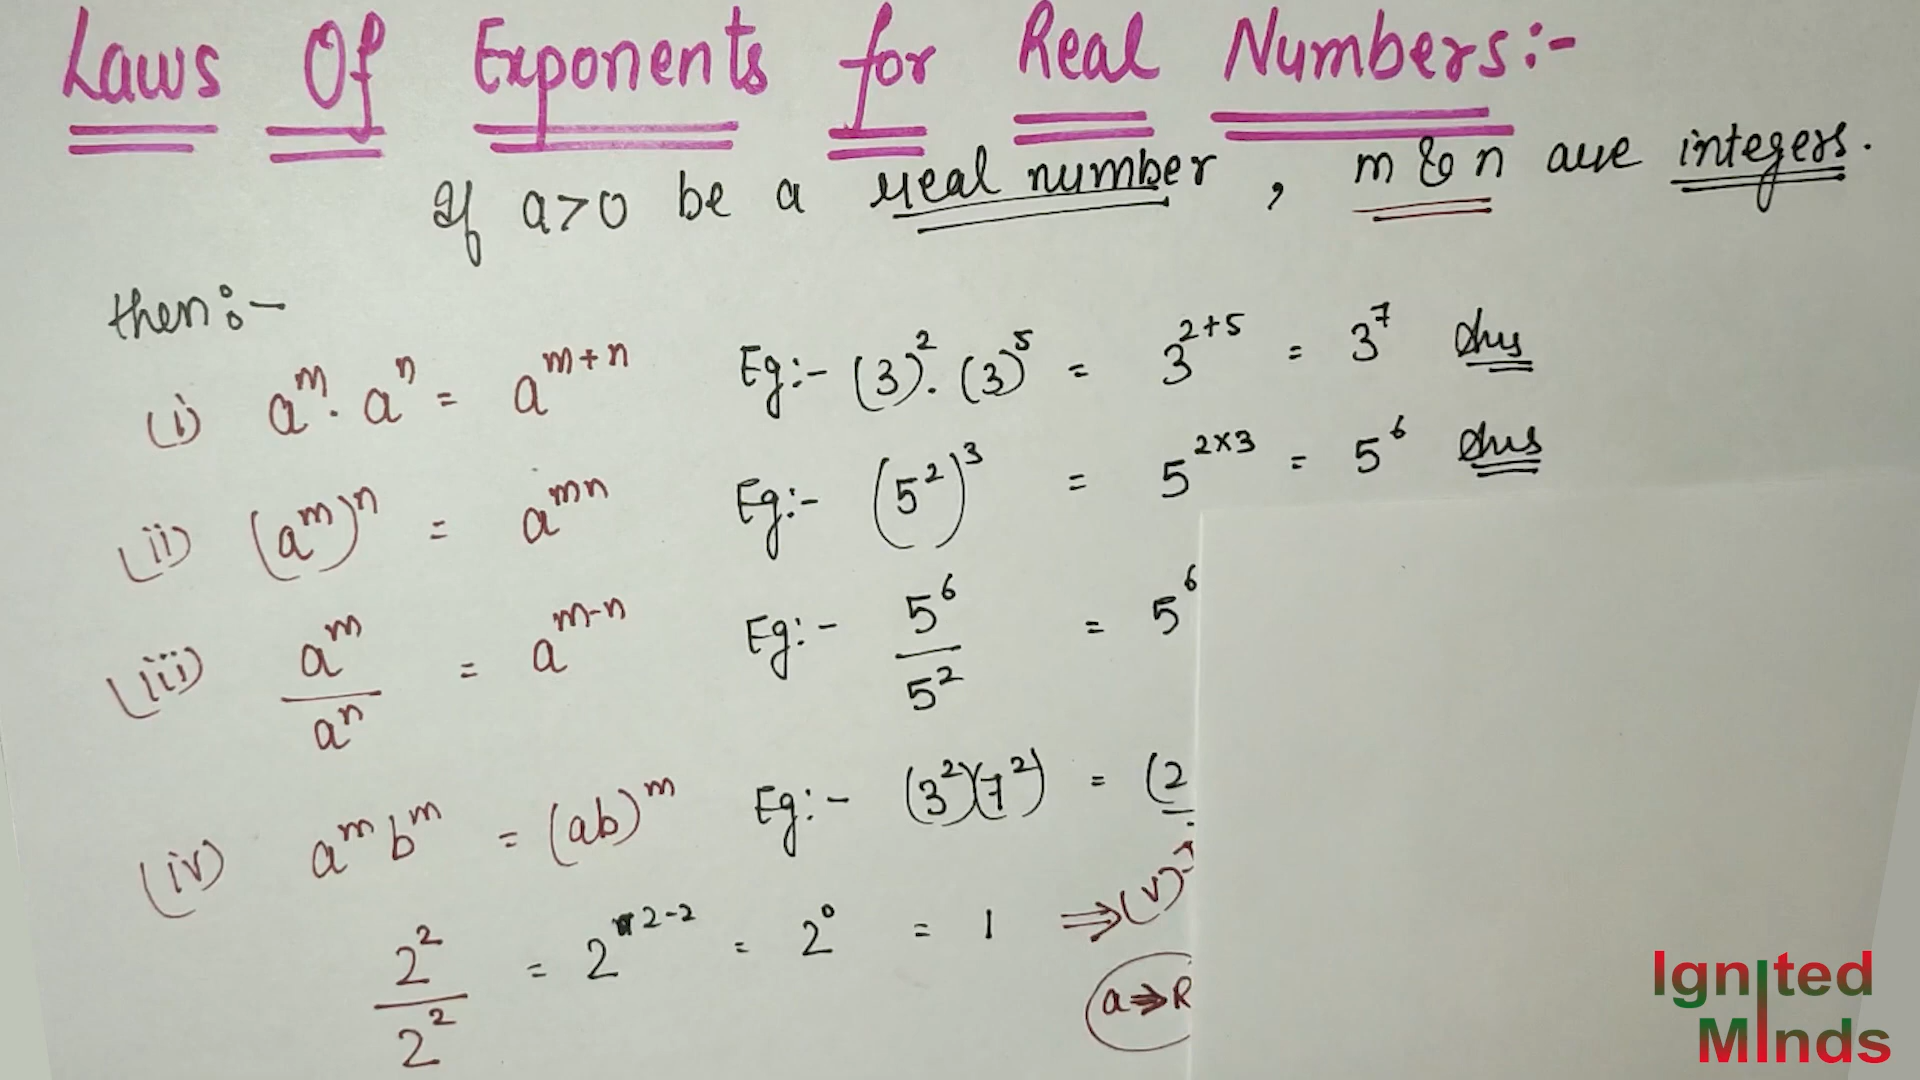 Laws Of Exponents for Real Numbers:-
If a>0 be a real number, m & n are integers.
then:-
(i) a^m . a^n = a^(m+n) Eg:- (3)^2 . (3)^5 = 3^(2+5) = 3^7 Ans
(ii) (a^m)^n = a^(mn) Eg:- (5^2)^3 = 5^(2×3) = 5^6 Ans
(iii) a^m / a^n = a^(m-n) Eg:- 5^6 / 5^2 = 5^6
(iv) a^m b^m = (ab)^m Eg:- (3^2)(7^2) = (2
2^2 / 2^2 = 2^(2-2) = 2^0 = 1 ⇒ (v)
a⇒R
Ignited
Minds